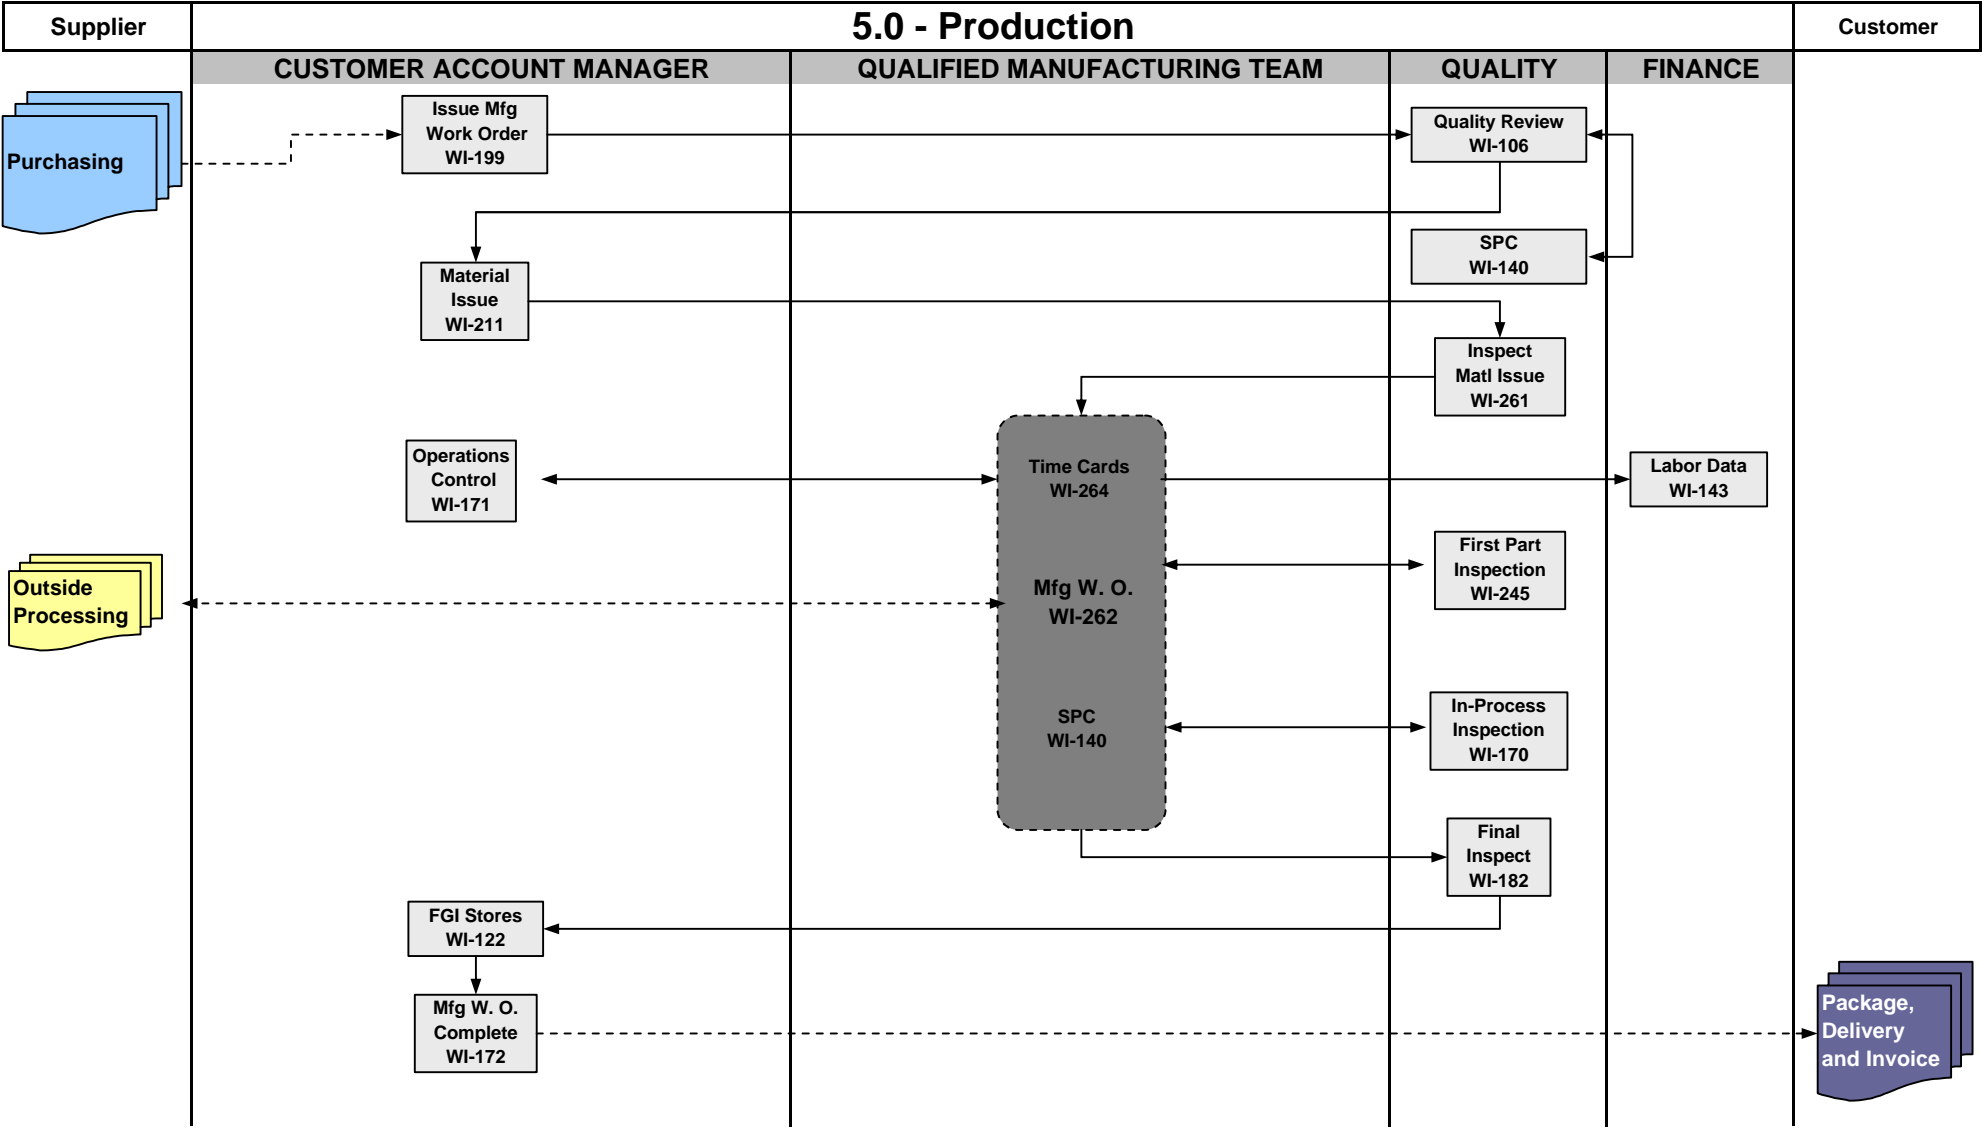 Supplier
5.0 - Production
Customer
CUSTOMER ACCOUNT MANAGER
QUALIFIED MANUFACTURING TEAM
QUALITY
FINANCE
Purchasing
Issue Mfg
Work Order
WI-199
Quality Review
WI-106
SPC
WI-140
Material
Issue
WI-211
Inspect
Matl Issue
WI-261
Operations
Control
WI-171
Time Cards
WI-264
Labor Data
WI-143
First Part
Inspection
WI-245
Outside
Processing
Mfg W. O.
WI-262
SPC
WI-140
In-Process
Inspection
WI-170
Final
Inspect
WI-182
FGI Stores
WI-122
Mfg W. O.
Complete
WI-172
Package,
Delivery
and Invoice